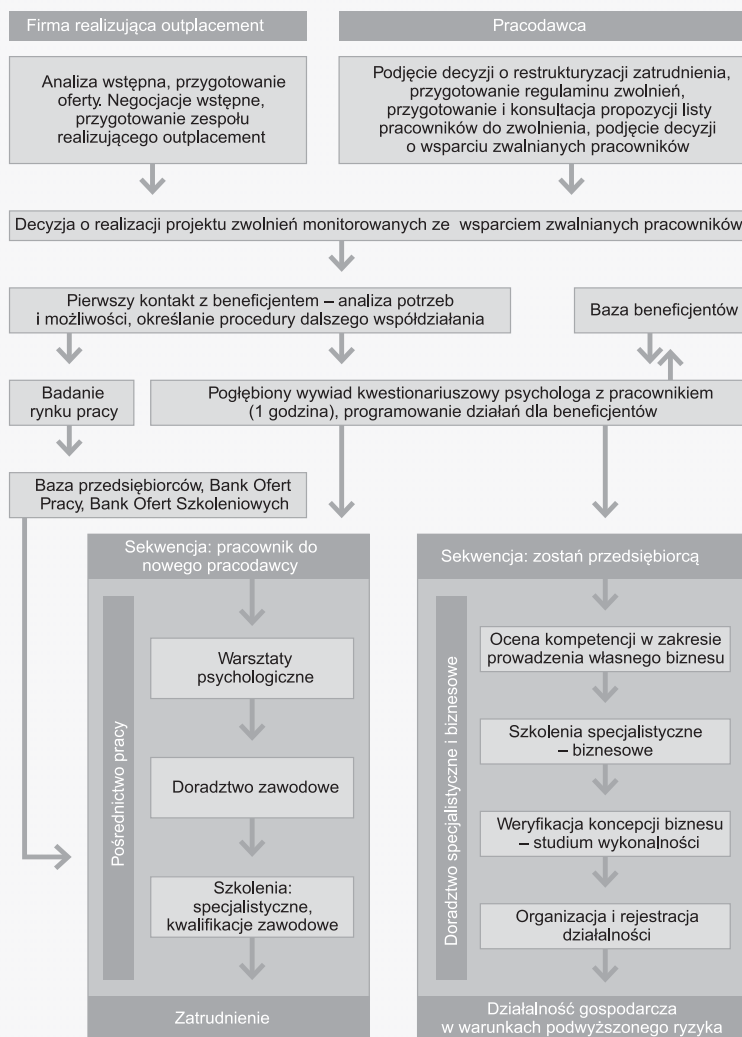 Firma realizująca outplacement
Pracodawca
Analiza wstępna, przygotowanie
oferty. Negocjacje wstępne,
przygotowanie zespołu
realizującego outplacement
Podjęcie decyzji o restrukturyzacji zatrudnienia,
przygotowanie regulaminu zwolnień,
przygotowanie i konsultacja propozycji listy
pracowników do zwolnienia, podjęcie decyzji
o wsparciu zwalnianych pracowników
Decyzja o realizacji projektu zwolnień monitorowanych ze wsparciem zwalnianych pracowników
Pierwszy kontakt z beneficjentem – analiza potrzeb
i możliwości, określanie procedury dalszego współdziałania
Baza beneficjentów
Badanie
rynku pracy
Pogłębiony wywiad kwestionariuszowy psychologa z pracownikiem
(1 godzina), programowanie działań dla beneficjentów
Baza przedsiębiorców, Bank Ofert
Pracy, Bank Ofert Szkoleniowych
Sekwencja: pracownik do
nowego pracodawcy
Pośrednictwo pracy
Warsztaty
psychologiczne
Doradztwo zawodowe
Szkolenia:
specjalistyczne,
kwalifikacje zawodowe
Zatrudnienie
Sekwencja: zostań przedsiębiorcą
Doradztwo specjalistyczne i biznesowe
Ocena kompetencji w zakresie
prowadzenia własnego biznesu
Szkolenia specjalistyczne
– biznesowe
Weryfikacja koncepcji biznesu
– studium wykonalności
Organizacja i rejestracja
działalności
Działalność gospodarcza
w warunkach podwyższonego ryzyka